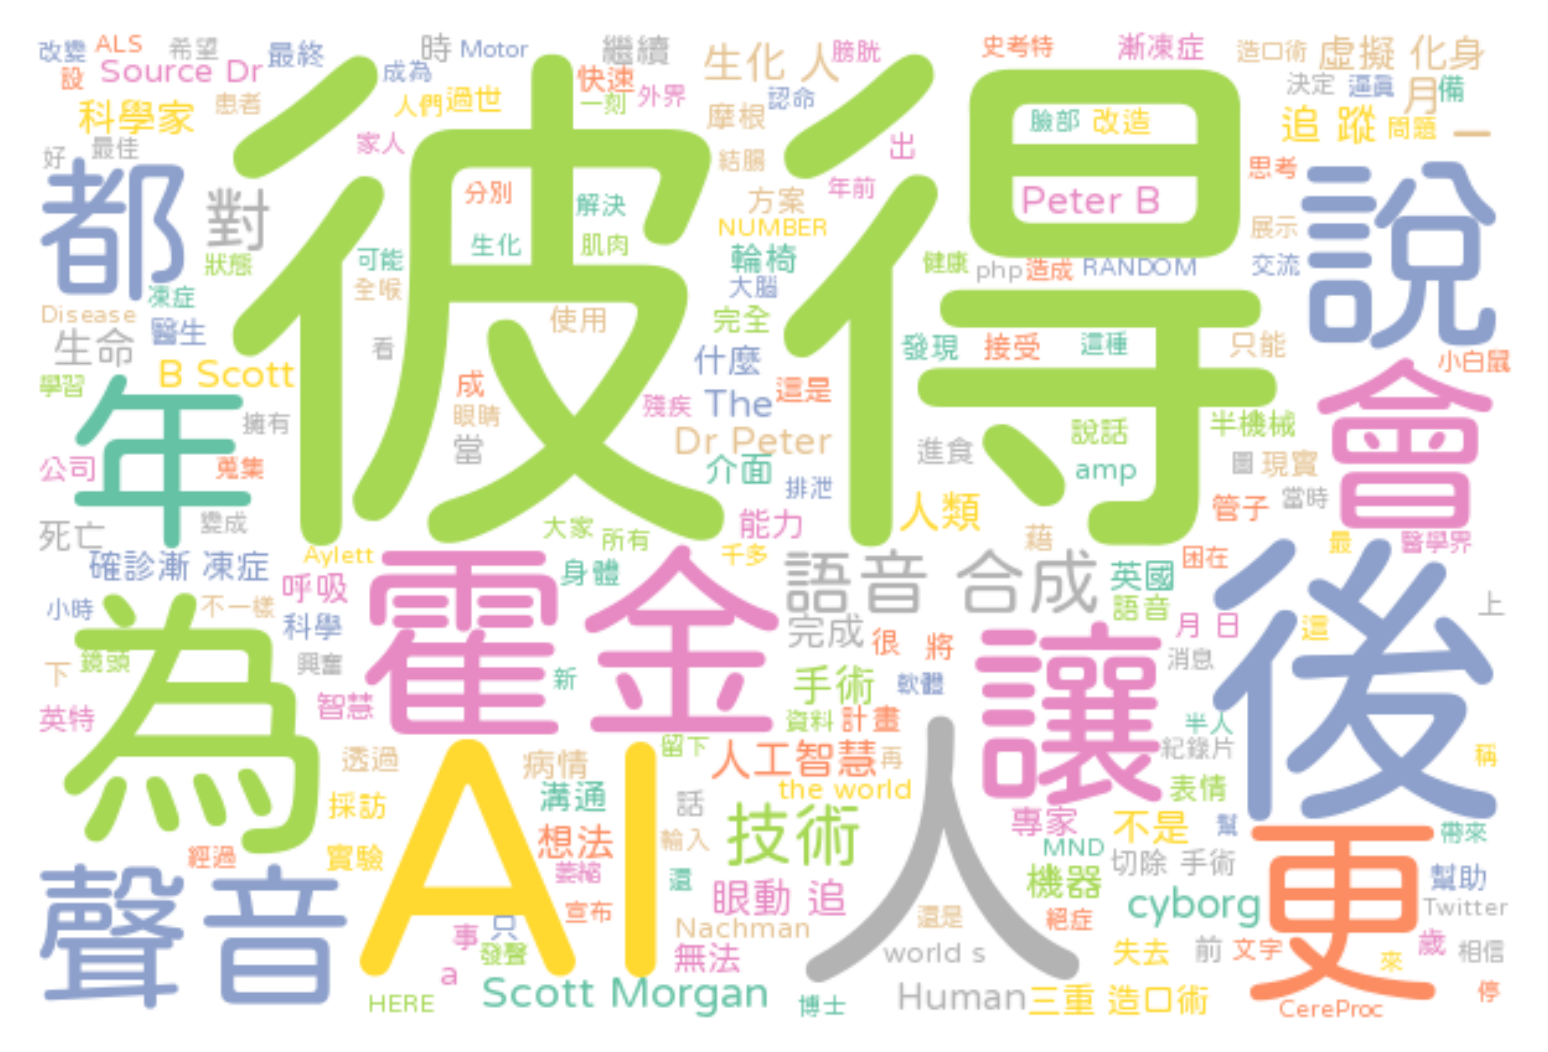 改變 ALS 希望 最終 時 Motor 繼續 生化 人 膀胱 史考特 漸凍症 造口術 虛擬 化身
設 Source Dr 成為 快速 決定 逼真 月 備
科學家 患者 人們 過世 一刻 外界 摩根 認命 臉部 改造 追 蹤 問題 一
好 最佳 家人 結腸 出 思考
都 對 彼得 分別 解決 方案 年前 Peter B 說
狀態 可能 生化 肌肉 NUMBER 輪椅 健康 php 造成 RANDOM 展示 交流
凍症 全喉 大腦
Disease 生命 醫生 看 使用 完全 發現 接受 這種 只能 小白鼠
學習 B Scott 成 什麼 這是
年 擁有 眼睛 殘疾 The 說話 半機械 會
公司 蒐集 當 Dr Peter 介面 進食 amp 圖 現實
死亡 變成 排泄 人類 管子 當時
大家 所有 能力 藉 最 醫學界
確診漸 凍症 Aylett 身體 千多 語音 合成 英國 困在
小時 不一樣 呼吸 霍金 語音 後 上
為 科學 完成 很 將 讓 月 日 這
下 鏡頭 興奮 新 手術 軟體 消息
英特 智慧 資料 計畫 半人
透過 病情 留下 人工智慧 再 紀錄片 稱
採訪 AI 溝通 話 the world 人 表情
經過 實驗 想法 輸入 技術 專家 不是 幫 更 帶來
聲音 萎縮 還 MND 切除 手術
宣布 眼動 追 還是 機器 cyborg 幫助
事 只 Nachman 絕症 Twitter
a 發聲 無法 world s 失去 前 文字 來 歲 相信
HERE Scott Morgan 博士 Human 三重 造口術 CereProc 停